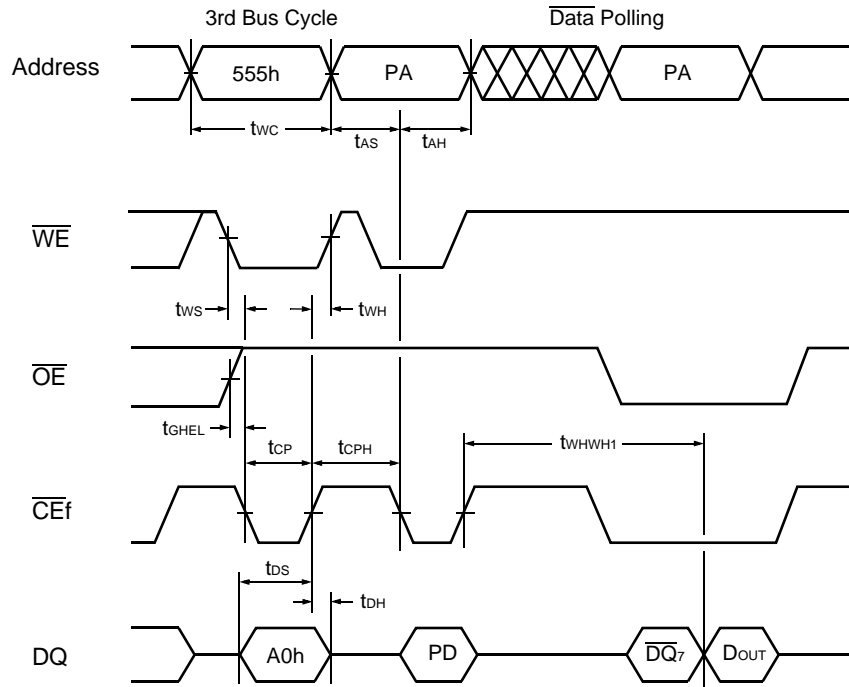 3rd Bus Cycle
Data Polling
Address
555h
PA
PA
tWC
tAS
tAH
WE
tWS
tWH
OE
tGHEL
tCP
tCPH
tWHWH1
CEf
tDS
tDH
DQ
A0h
PD
DQ7
DOUT